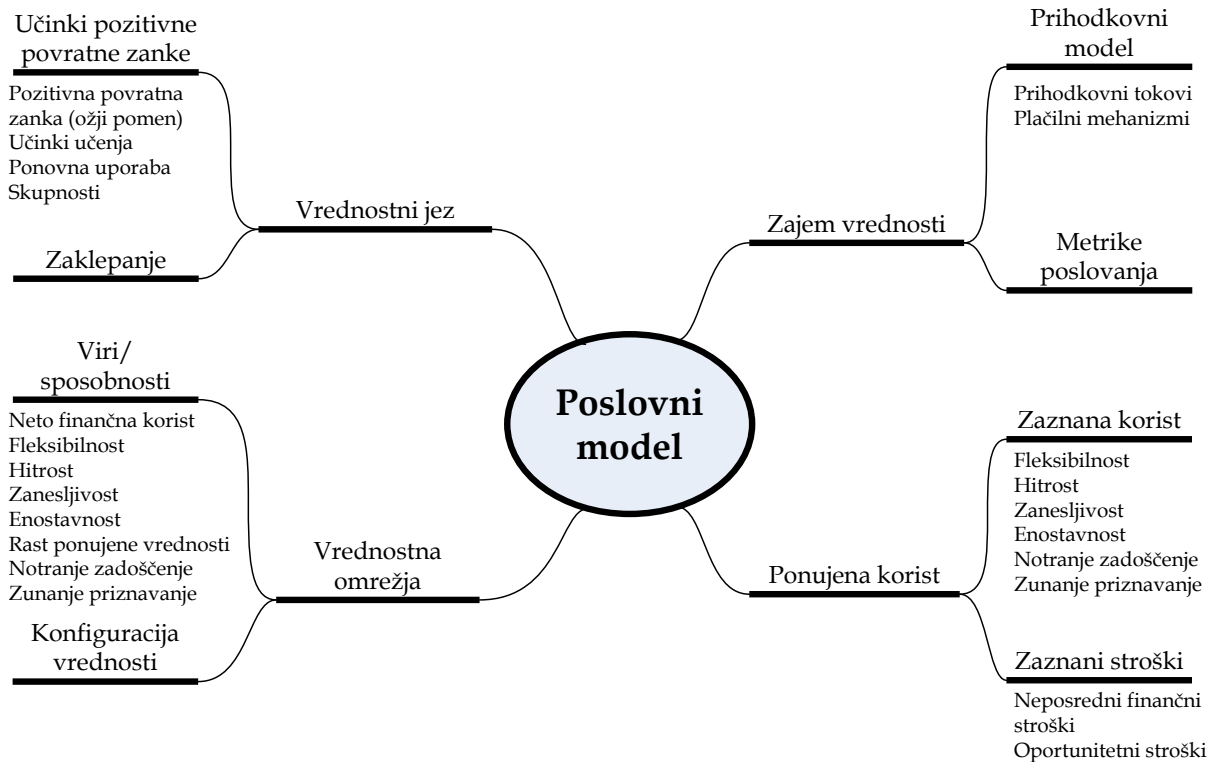 Učinki pozitivne
povratne zanke
Pozitivna povratna
zanka (ožji pomen)
Učinki učenja
Ponovna uporaba
Skupnosti
Vrednostni jez
Zaklepanje
Prihodkovni
model
Prihodkovni tokovi
Plačilni mehanizmi
Zajem vrednosti
Metrike
poslovanja
Poslovni
model
Viri/
sposobnosti
Neto finančna korist
Fleksibilnost
Hitrost
Zanesljivost
Enostavnost
Rast ponujene vrednosti
Notranje zadoščenje
Zunanje priznavanje
Vrednostna
omrežja
Konfiguracija
vrednosti
Zaznana korist
Fleksibilnost
Hitrost
Zanesljivost
Enostavnost
Notranje zadoščenje
Zunanje priznavanje
Ponujena korist
Zaznani stroški
Neposredni finančni
stroški
Oportunitetni stroški